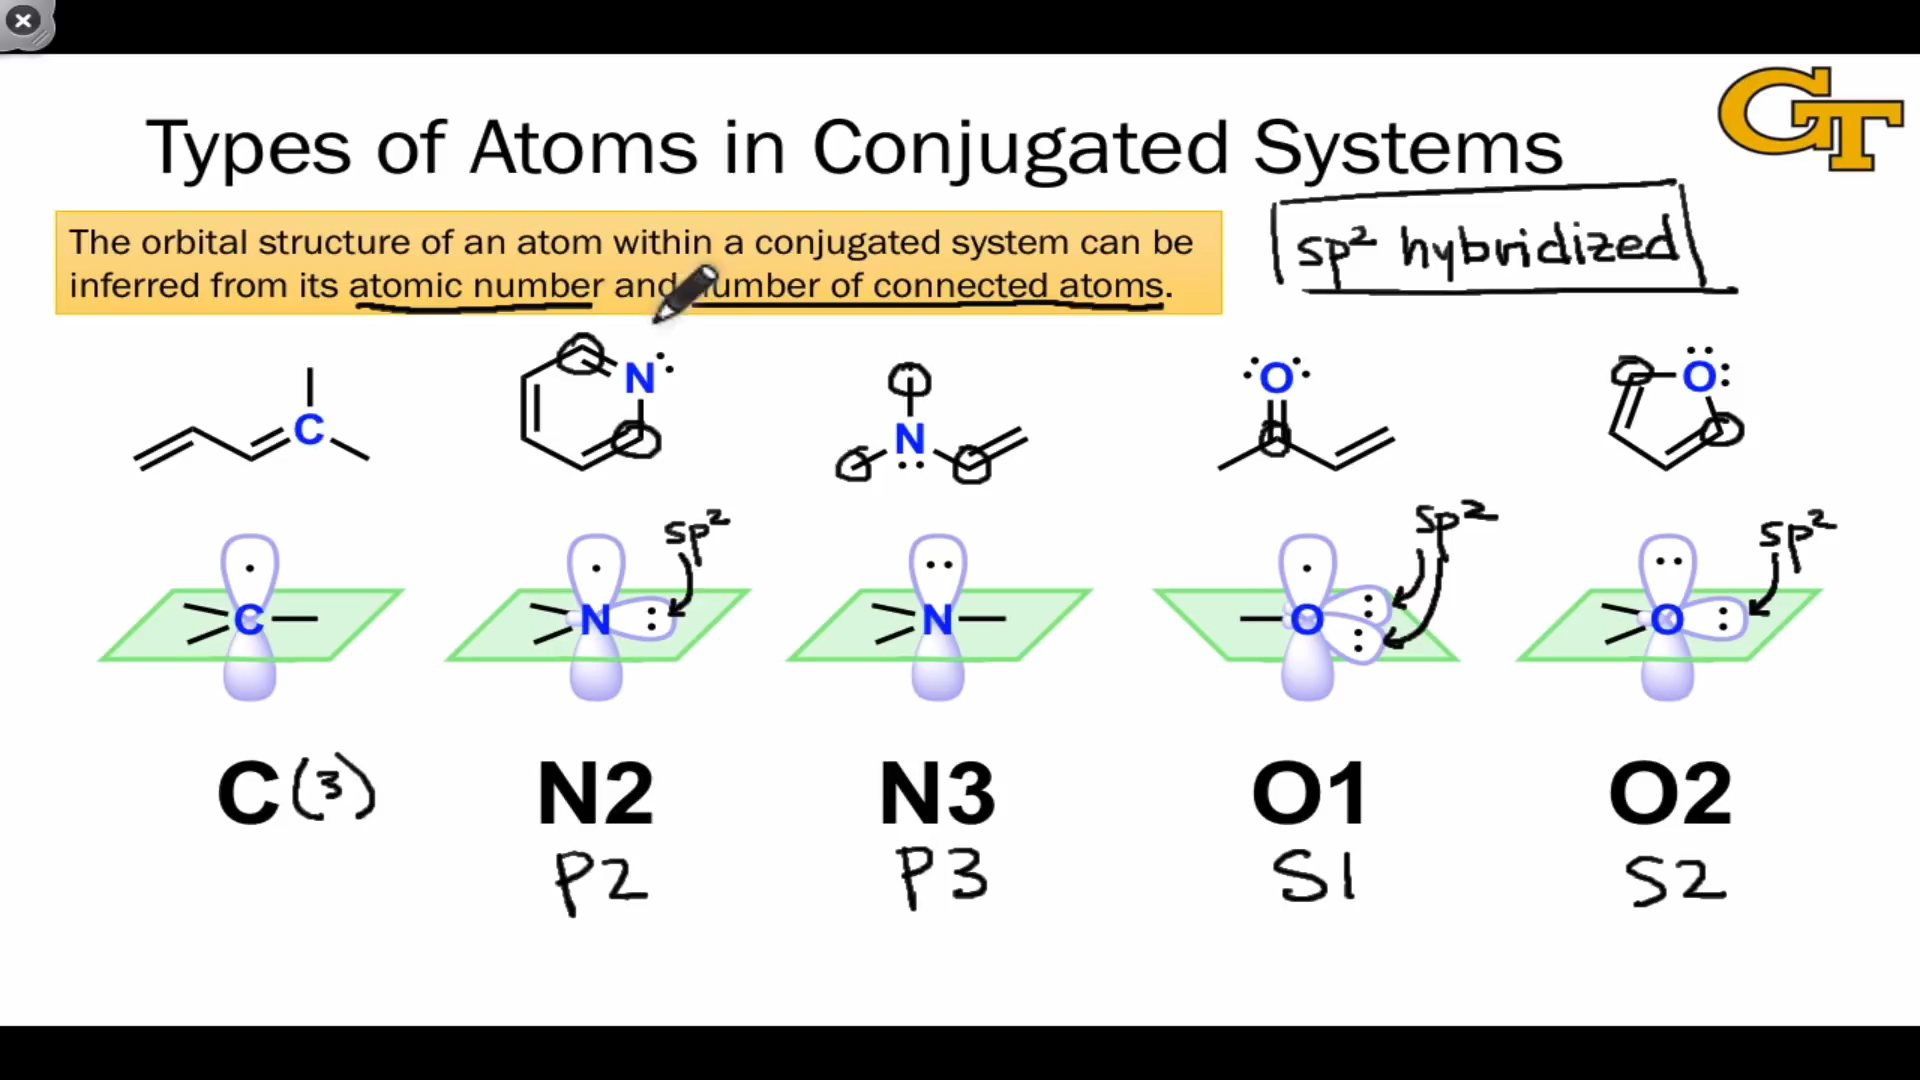 GT
Types of Atoms in Conjugated Systems
The orbital structure of an atom within a conjugated system can be
inferred from its atomic number and number of connected atoms.
sp² hybridized
C N N O O
sp² sp² sp²
C N N O O
C(3) N2 N3 O1 O2
P2 P3 S1 S2